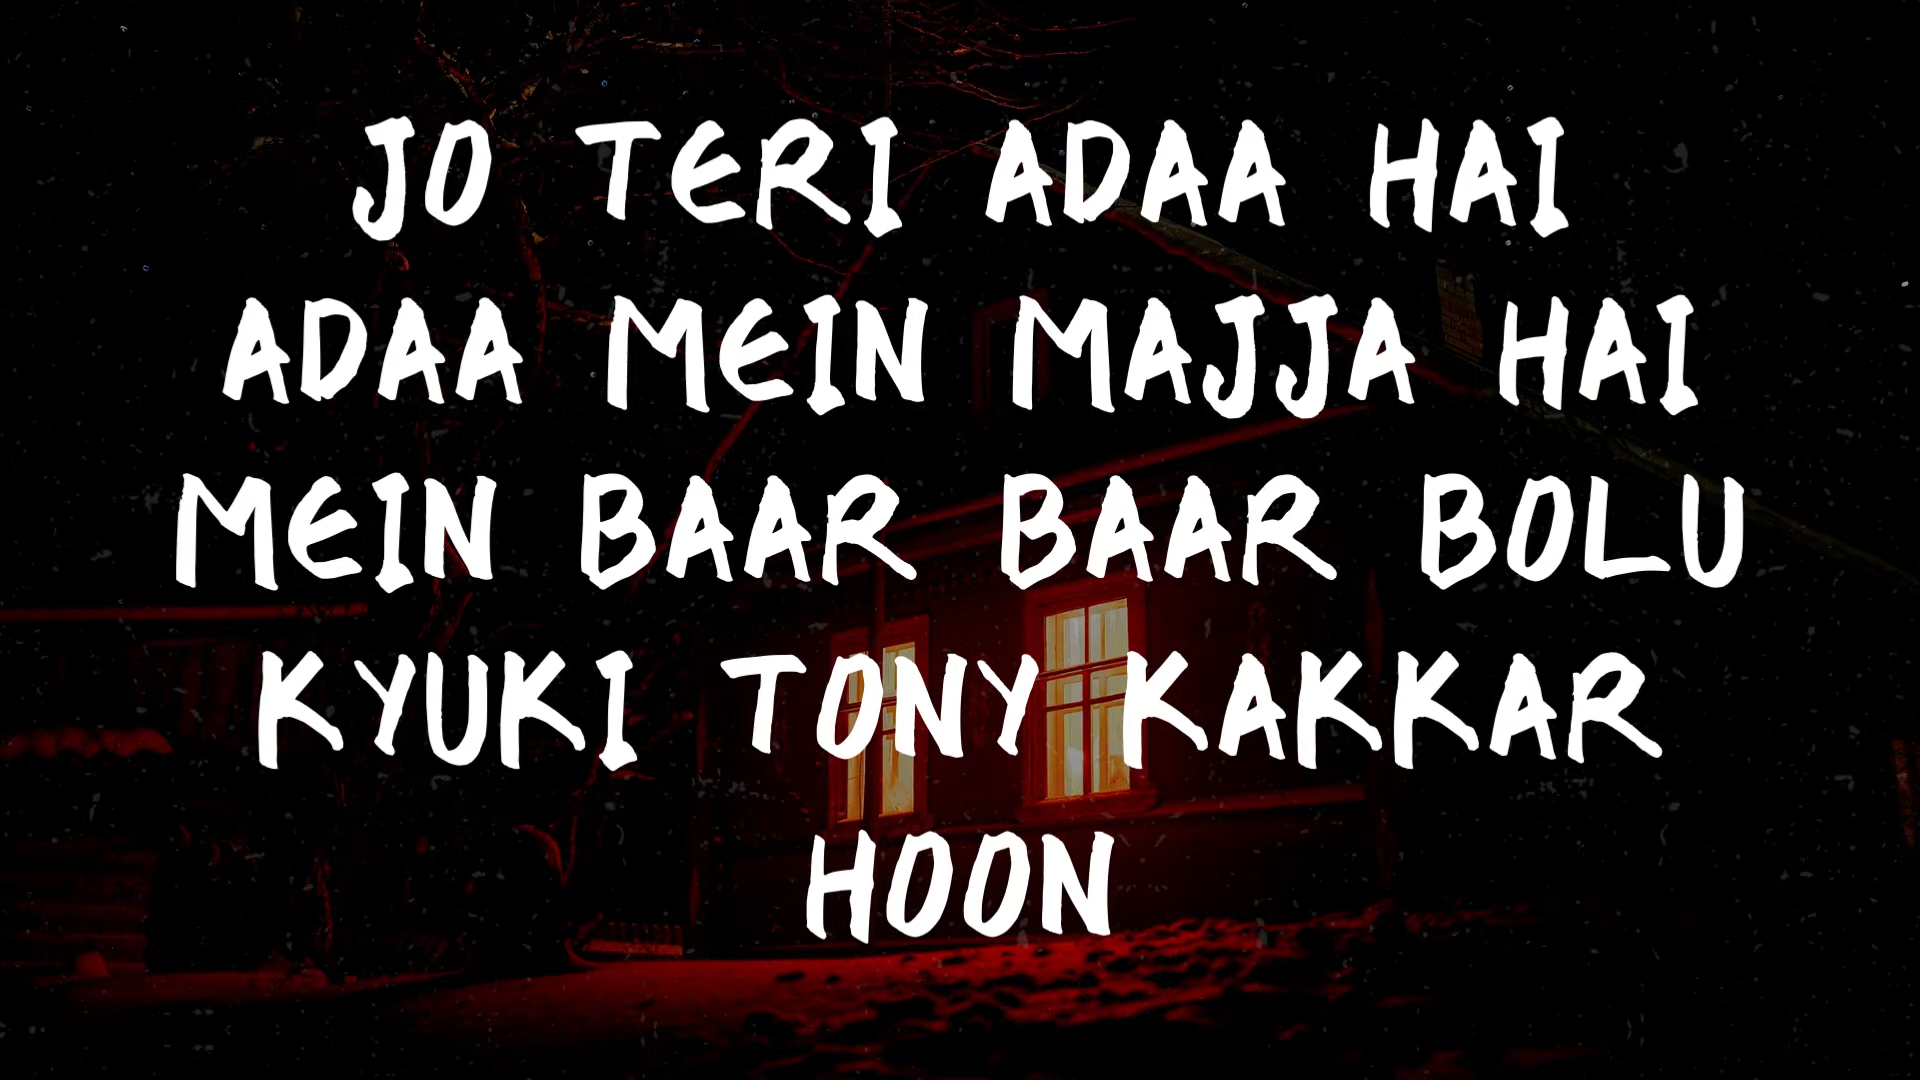 JO TERI ADAA HAI
ADAA MEIN MAJJA HAI
MEIN BAAR BAAR BOLU
KYUKI TONY KAKKAR
HOON